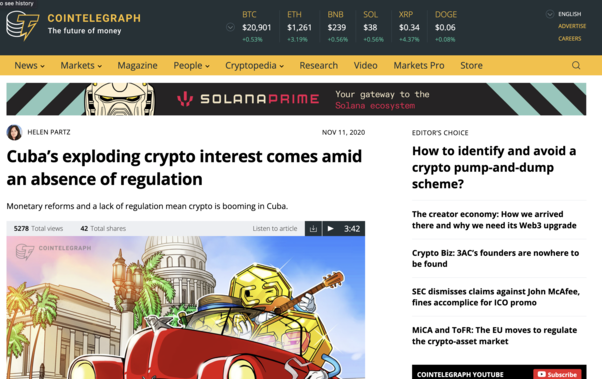 o see history
COINTELEGRAPH
The future of money
BTC
$20,901
+0.53%
ETH
$1,261
+3.19%
BNB
$239
+0.56%
SOL
$38
+0.56%
XRP
$0.34
+4.37%
DOGE
$0.06
+0.08%
ENGLISH
ADVERTISE
CAREERS
News
Markets
Magazine
People
Cryptopedia
Research
Video
Markets Pro
Store
SOLANAPRIME
Your gateway to the
Solana ecosystem
HELEN PARTZ
NOV 11, 2020
Cuba’s exploding crypto interest comes amid
an absence of regulation
Monetary reforms and a lack of regulation mean crypto is booming in Cuba.
5278 Total views
42 Total shares
Listen to article
3:42
COINTELEGRAPH
EDITOR'S CHOICE
How to identify and avoid a
crypto pump-and-dump
scheme?
The creator economy: How we arrived
there and why we need its Web3 upgrade
Crypto Biz: 3AC’s founders are nowhere to
be found
SEC dismisses claims against John McAfee,
fines accomplice for ICO promo
MiCA and ToFR: The EU moves to regulate
the crypto-asset market
COINTELEGRAPH YOUTUBE
Subscribe